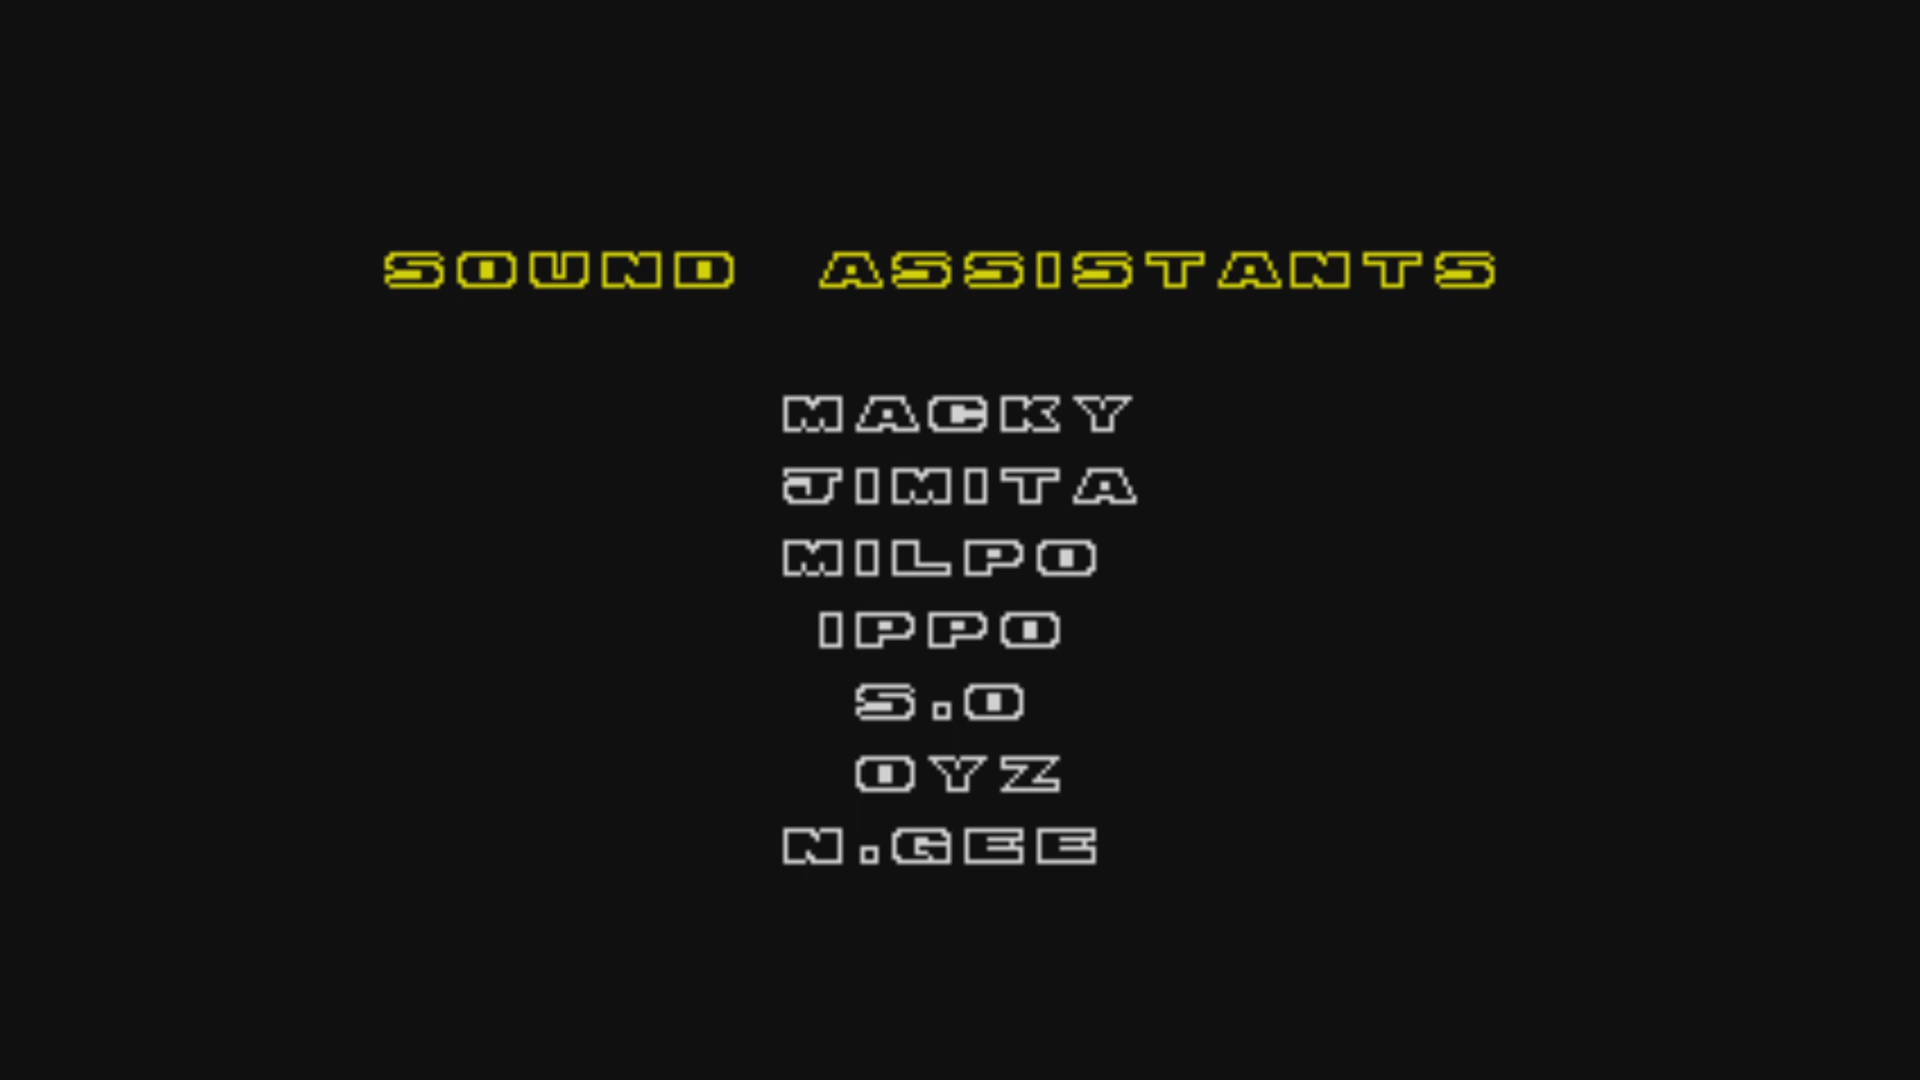 SOUND ASSISTANTS
MACKY
JIMITA
MILPO
IPPO
S.O
OYZ
N.GEE